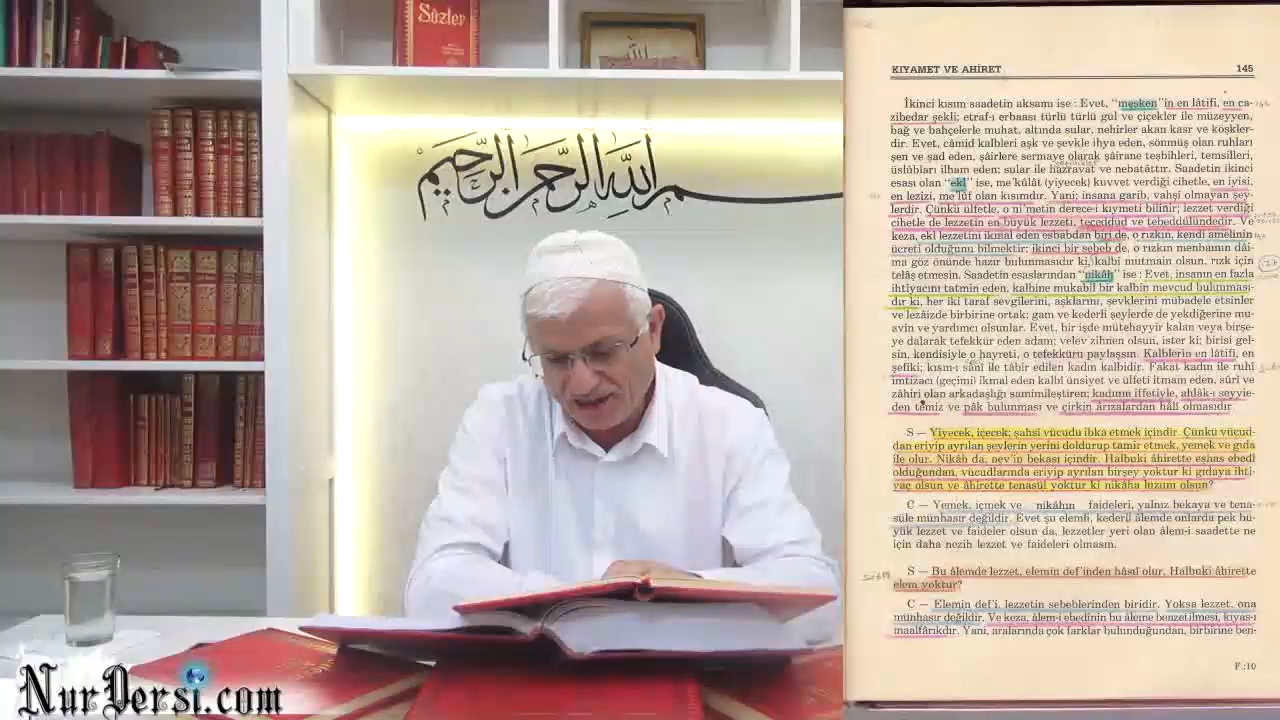 Sözler
بسم الله الرحمن الرحيم
NurDersi.com
KIYAMET VE AHİRET 145
İkinci kısım saadetin aksamı ise : Evet, "mesken"in en lâtifi, en ca-
zibedar şekli; etraf-ı erbaası türlü türlü gül ve çiçekler ile müzeyyen,
bağ ve bahçelerle muhat, altında sular, nehirler akan kasr ve köşkler-
dir. Evet, câmid kalbleri aşk ve şevkle ihya eden, sönmüş olan ruhları
şen ve şad eden, şâirlere sermaye olarak şâirane teşbihleri, temsilleri,
üslûbları ilham eden; sular ile hazravat ve nebatattır. Saadetin ikinci
esası olan "ekl" ise, me'kûlât (yiyecek) kuvvet verdiği cihetle, en iyisi,
en lezizi, me'lûf olan kısımdır. Yani; insana garib, vahşî olmayan şey-
lerdir. Çünkü ülfetle, o ni'metin derece-i kıymeti bilinir; lezzet verdiği
cihetle de lezzetin en büyük lezzeti, teceddüd ve tebeddülündedir. Ve
keza, ekl lezzetini ikmal eden esbabdan biri de, o rızkın, kendi amelinin
ücreti olduğunu bilmektir; ikinci bir sebeb de, o rızkın menbaının dâi-
ma göz önünde hazır bulunmasıdır ki, kalbi mutmain olsun, rızk için
telâş etmesin. Saadetin esaslarından "nikâh" ise : Evet, insanın en fazla
ihtiyacını tatmin eden, kalbine mukabil bir kalbin mevcud bulunması-
dır ki, her iki taraf sevgilerini, aşklarını, şevklerini mübadele etsinler
ve lezâizde birbirine ortak; gam ve kederli şeylerde de yekdiğerine mu-
avin ve yardımcı olsunlar. Evet, bir işde mütehayyir kalan veya birşe-
ye dalarak tefekkür eden adam; velev zihnen olsun, ister ki; birisi gel-
sin, kendisiyle o hayreti, o tefekkürü paylaşsın. Kalblerin en lâtifi, en
şefiki; kısm-ı sânî ile tâbir edilen kadın kalbidir. Fakat kadın ile ruhî
imtizacı (geçimi) ikmal eden kalbî ünsiyet ve ülfeti itmam eden, sûrî ve
zâhirî olan arkadaşlığı samimîleştiren; kadının iffetiyle, ahlâk-ı seyyie-
den temiz ve pâk bulunması ve çirkin ârızalardan hâlî olmasıdır.
S — Yiyecek, içecek; şahsî vücudu ibka etmek içindir. Çünkü vücud-
dan eriyip ayrılan şeylerin yerini doldurup tamir etmek, yemek ve gıda
ile olur. Nikâh da, nev'in bekası içindir. Halbuki âhirette eşhas ebedî
olduğundan, vücudlarında eriyip ayrılan birşey yoktur ki gıdaya ihti-
yaç olsun ve âhirette tenasül yoktur ki nikâha lüzum olsun?
C — Yemek, içmek ve nikâhın faideleri, yalnız bekaya ve tena-
süle münhasır değildir. Evet şu elemli, kederli âlemde onlarda pek bü-
yük lezzet ve faideler olsun da, lezzetler yeri olan âlem-i saadette ne
için daha nezih lezzet ve faideleri olmasın.
S — Bu âlemde lezzet, elemin def'inden hâsıl olur. Halbuki âhirette
elem yoktur?
C — Elemin def'i, lezzetin sebeblerinden biridir. Yoksa lezzet, ona
münhasır değildir. Ve keza, âlem-i ebedinin bu âleme benzetilmesi, kıyas-ı
maalfârıkdır. Yani, aralarında çok farklar bulunduğundan, birbirine ben-
F.:10